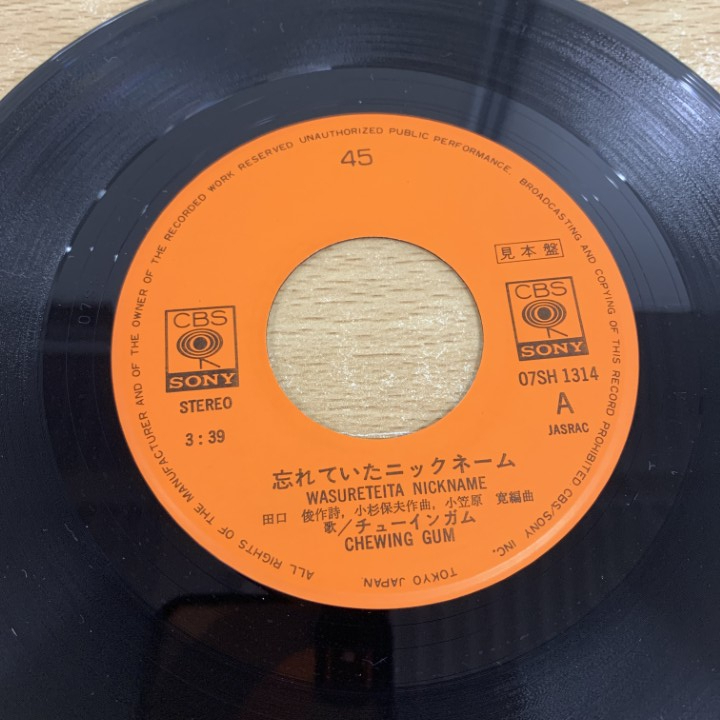 ALL RIGHTS OF THE MANUFACTURER AND OF THE OWNER OF THE RECORDED WORK RESERVED UNAUTHORIZED PUBLIC PERFORMANCE. BROADCASTING AND COPYING OF THIS RECORD PROHIBITED CBS/SONY INC. TOKYO JAPAN.
45
見本盤
CBS
SONY
STEREO
3:39
CBS
SONY
07SH 1314
A
JASRAC
忘れていたニックネーム
WASURETEITA NICKNAME
田口 俊作詩, 小杉保夫作曲, 小笠原 寛編曲
歌/チューインガム
CHEWING GUM